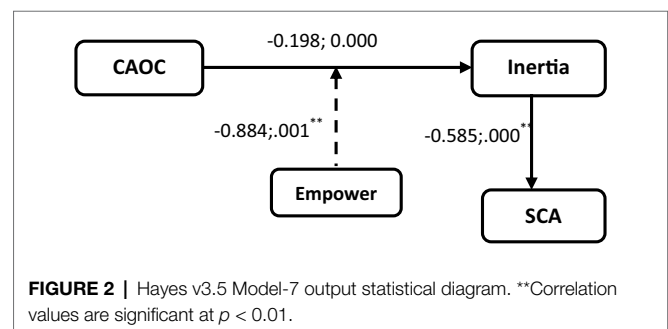 -0.198; 0.000
CAOC
Inertia
-0.884;.001**
-0.585;.000**
Empower
SCA
FIGURE 2 | Hayes v3.5 Model-7 output statistical diagram. **Correlation
values are significant at p < 0.01.